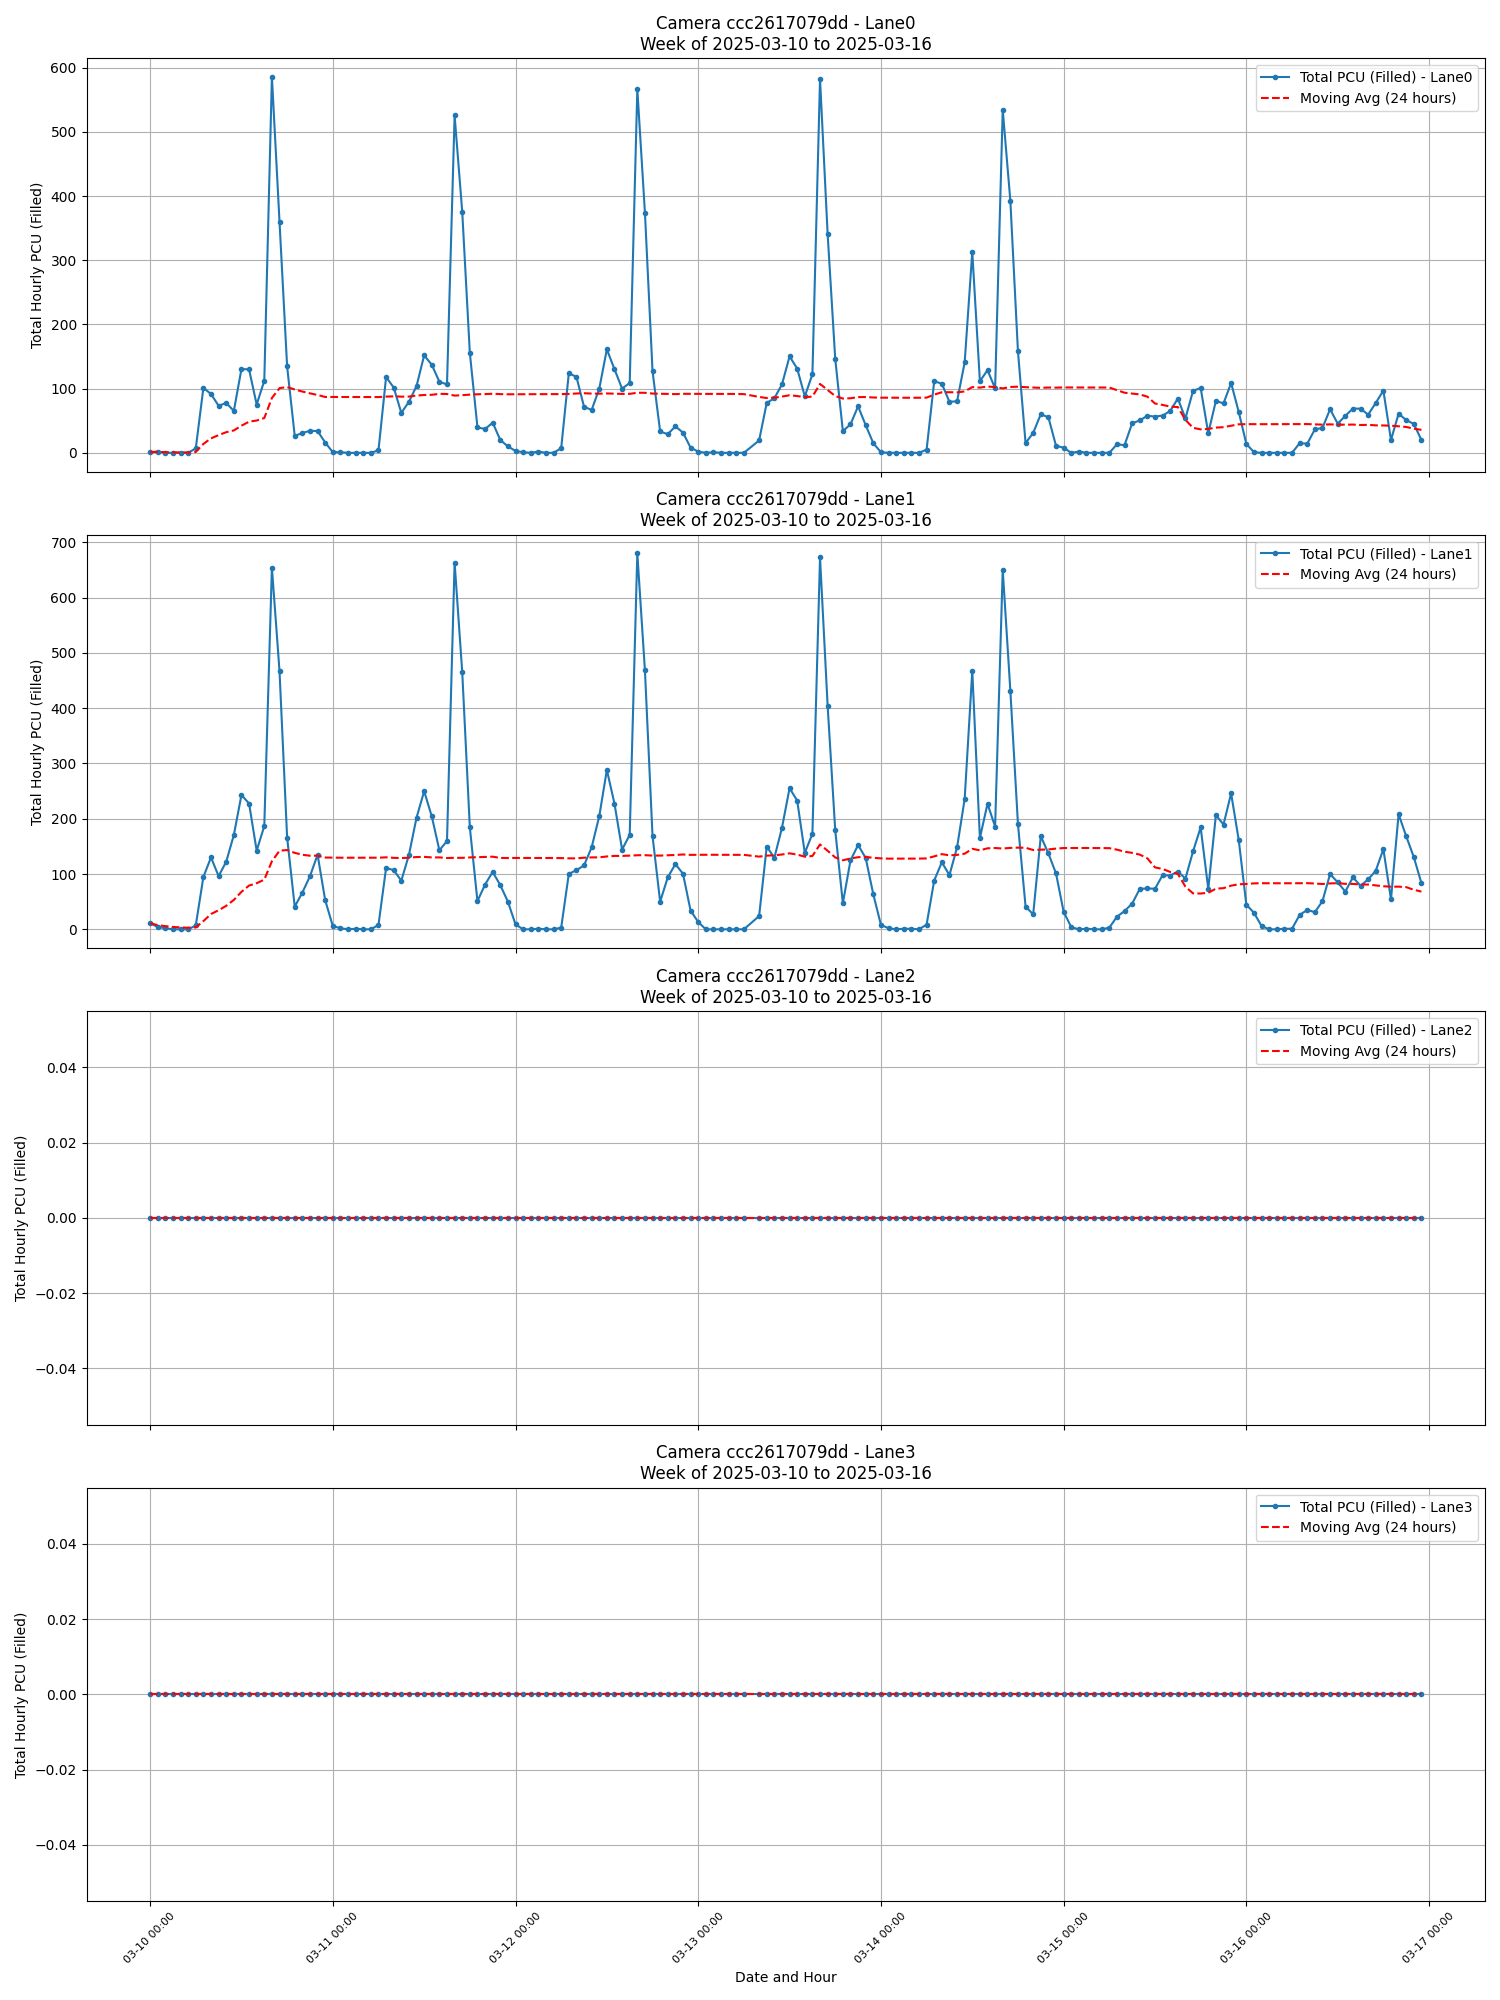 Camera ccc2617079dd - Lane0
Week of 2025-03-10 to 2025-03-16
Total PCU (Filled) - Lane0
Moving Avg (24 hours)
Total Hourly PCU (Filled)
600
500
400
300
200
100
0
Camera ccc2617079dd - Lane1
Week of 2025-03-10 to 2025-03-16
Total PCU (Filled) - Lane1
Moving Avg (24 hours)
Total Hourly PCU (Filled)
700
600
500
400
300
200
100
0
Camera ccc2617079dd - Lane2
Week of 2025-03-10 to 2025-03-16
Total PCU (Filled) - Lane2
Moving Avg (24 hours)
Total Hourly PCU (Filled)
0.04
0.02
0.00
−0.02
−0.04
Camera ccc2617079dd - Lane3
Week of 2025-03-10 to 2025-03-16
Total PCU (Filled) - Lane3
Moving Avg (24 hours)
Total Hourly PCU (Filled)
0.04
0.02
0.00
−0.02
−0.04
03-10 00:00
03-11 00:00
03-12 00:00
03-13 00:00
03-14 00:00
03-15 00:00
03-16 00:00
03-17 00:00
Date and Hour